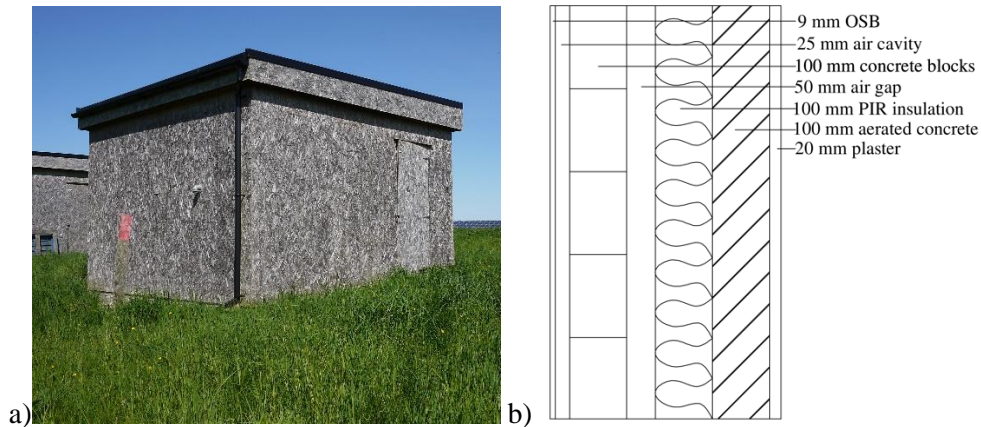 9 mm OSB
25 mm air cavity
100 mm concrete blocks
50 mm air gap
100 mm PIR insulation
100 mm aerated concrete
20 mm plaster
a)
b)